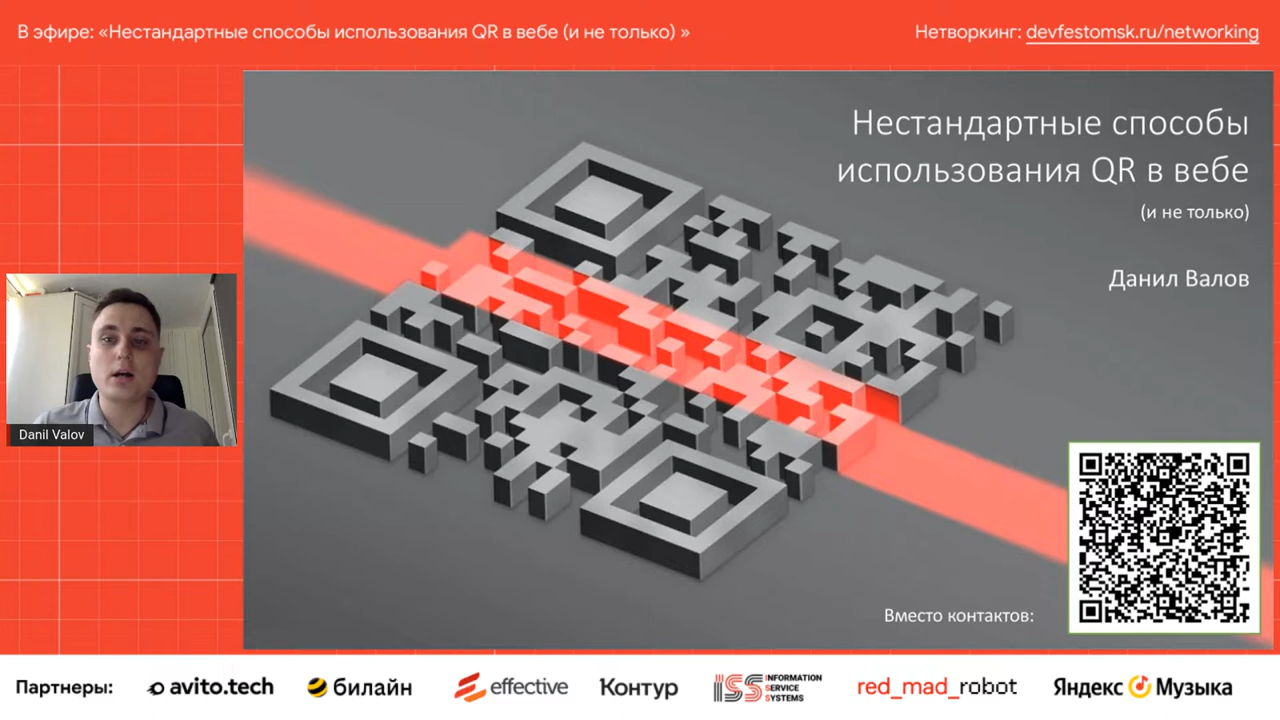 В эфире: «Нестандартные способы использования QR в вебе (и не только) »
Нетворкинг: devfestomsk.ru/networking
Нестандартные способы
использования QR в вебе
(и не только)
Данил Валов
Danil Valov
Вместо контактов:
Партнеры:
avito.tech
билайн
effective
Контур
ISS INFORMATION
SERVICE
SYSTEMS
red_mad_robot
Яндекс Музыка